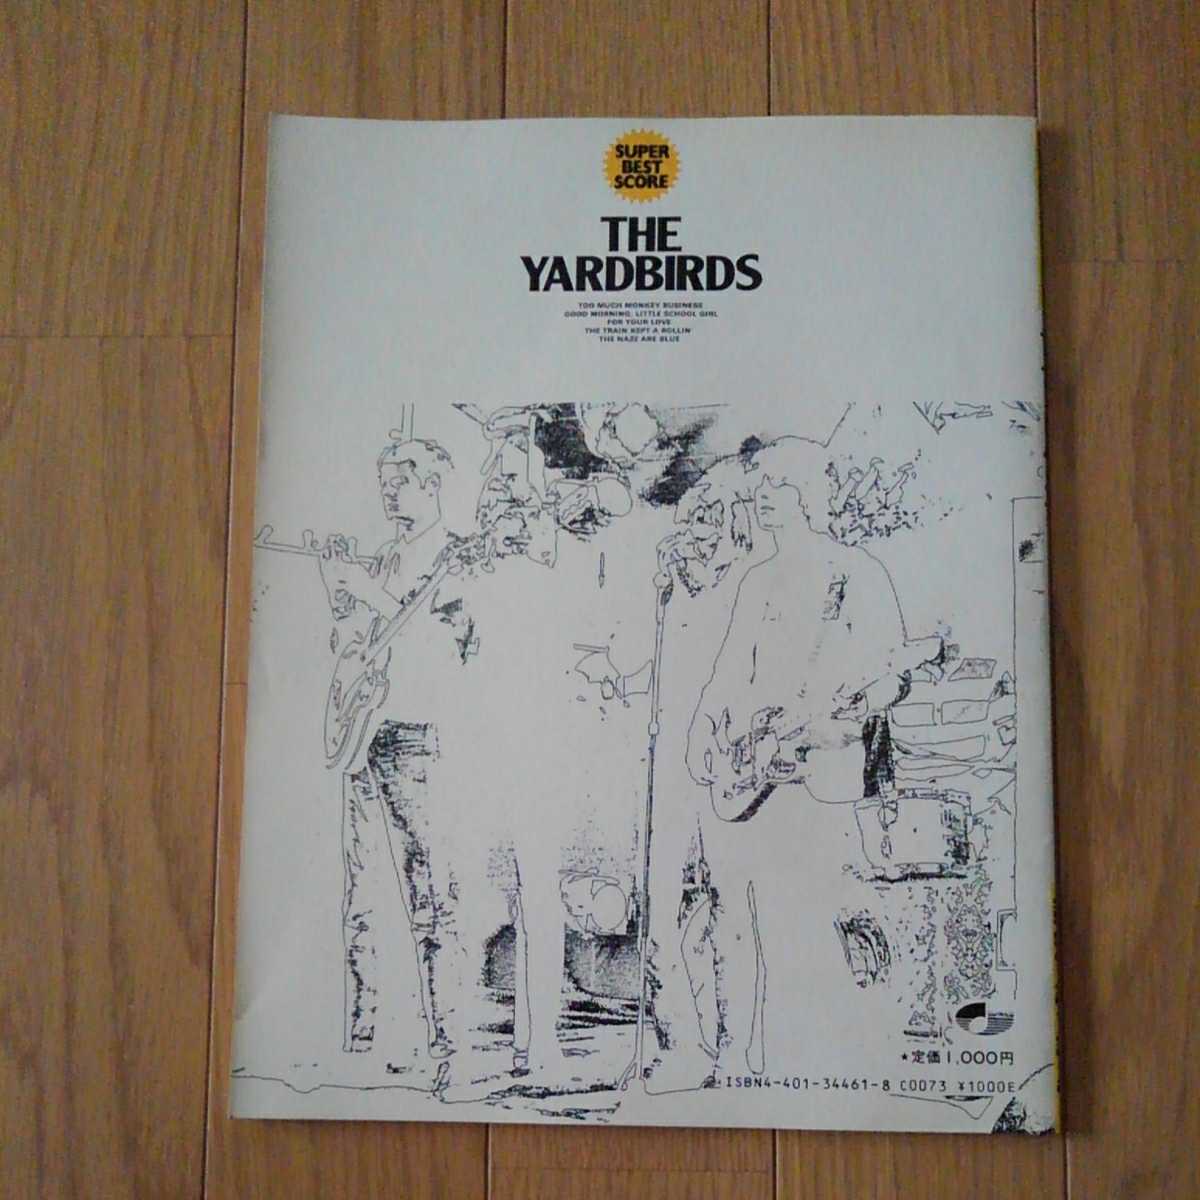 SUPER
BEST
SCORE
THE
YARDBIRDS
TOO MUCH MONKEY BUSINESS
GOOD MORNING, LITTLE SCHOOL GIRL
FOR YOUR LOVE
THE TRAIN KEPT A ROLLIN'
THE NAZZ ARE BLUE
★定価1,000円
ISBN4-401-34461-8 C0073 ¥1000E